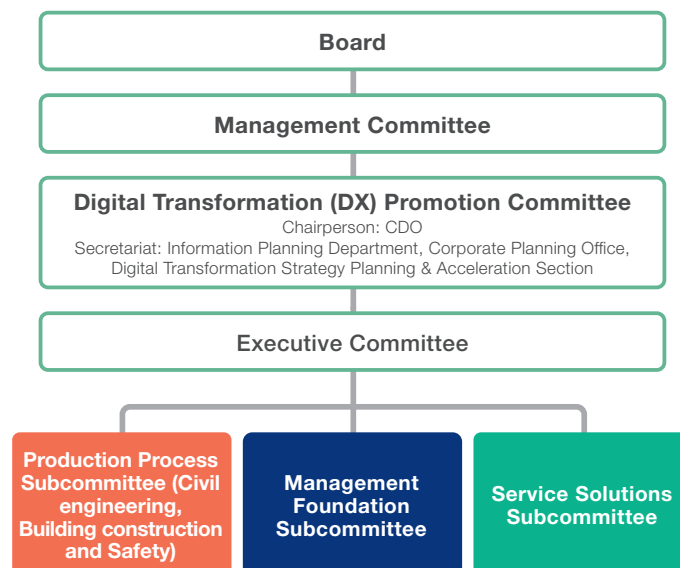 Board
Management Committee
Digital Transformation (DX) Promotion Committee
Chairperson: CDO
Secretariat: Information Planning Department, Corporate Planning Office,
Digital Transformation Strategy Planning & Acceleration Section
Executive Committee
Production Process
Subcommittee (Civil
engineering,
Building construction
and Safety)
Management
Foundation
Subcommittee
Service Solutions
Subcommittee